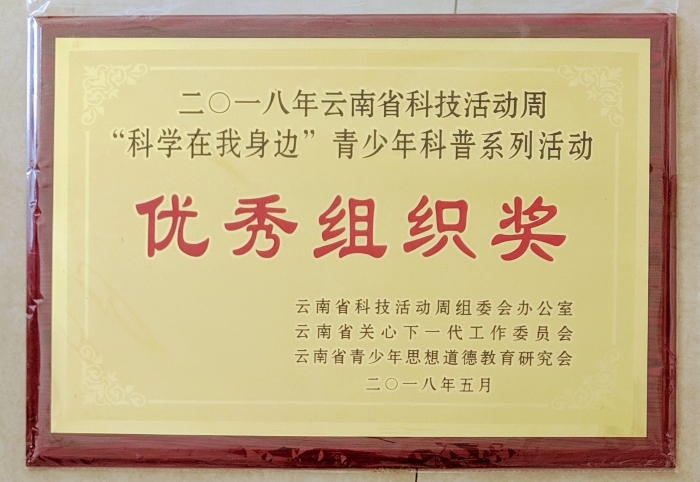 二〇一八年云南省科技活动周
“科学在我身边”青少年科普系列活动
优秀组织奖
云南省科技活动周组委会办公室
云南省关心下一代工作委员会
云南省青少年思想道德教育研究会
二〇一八年五月